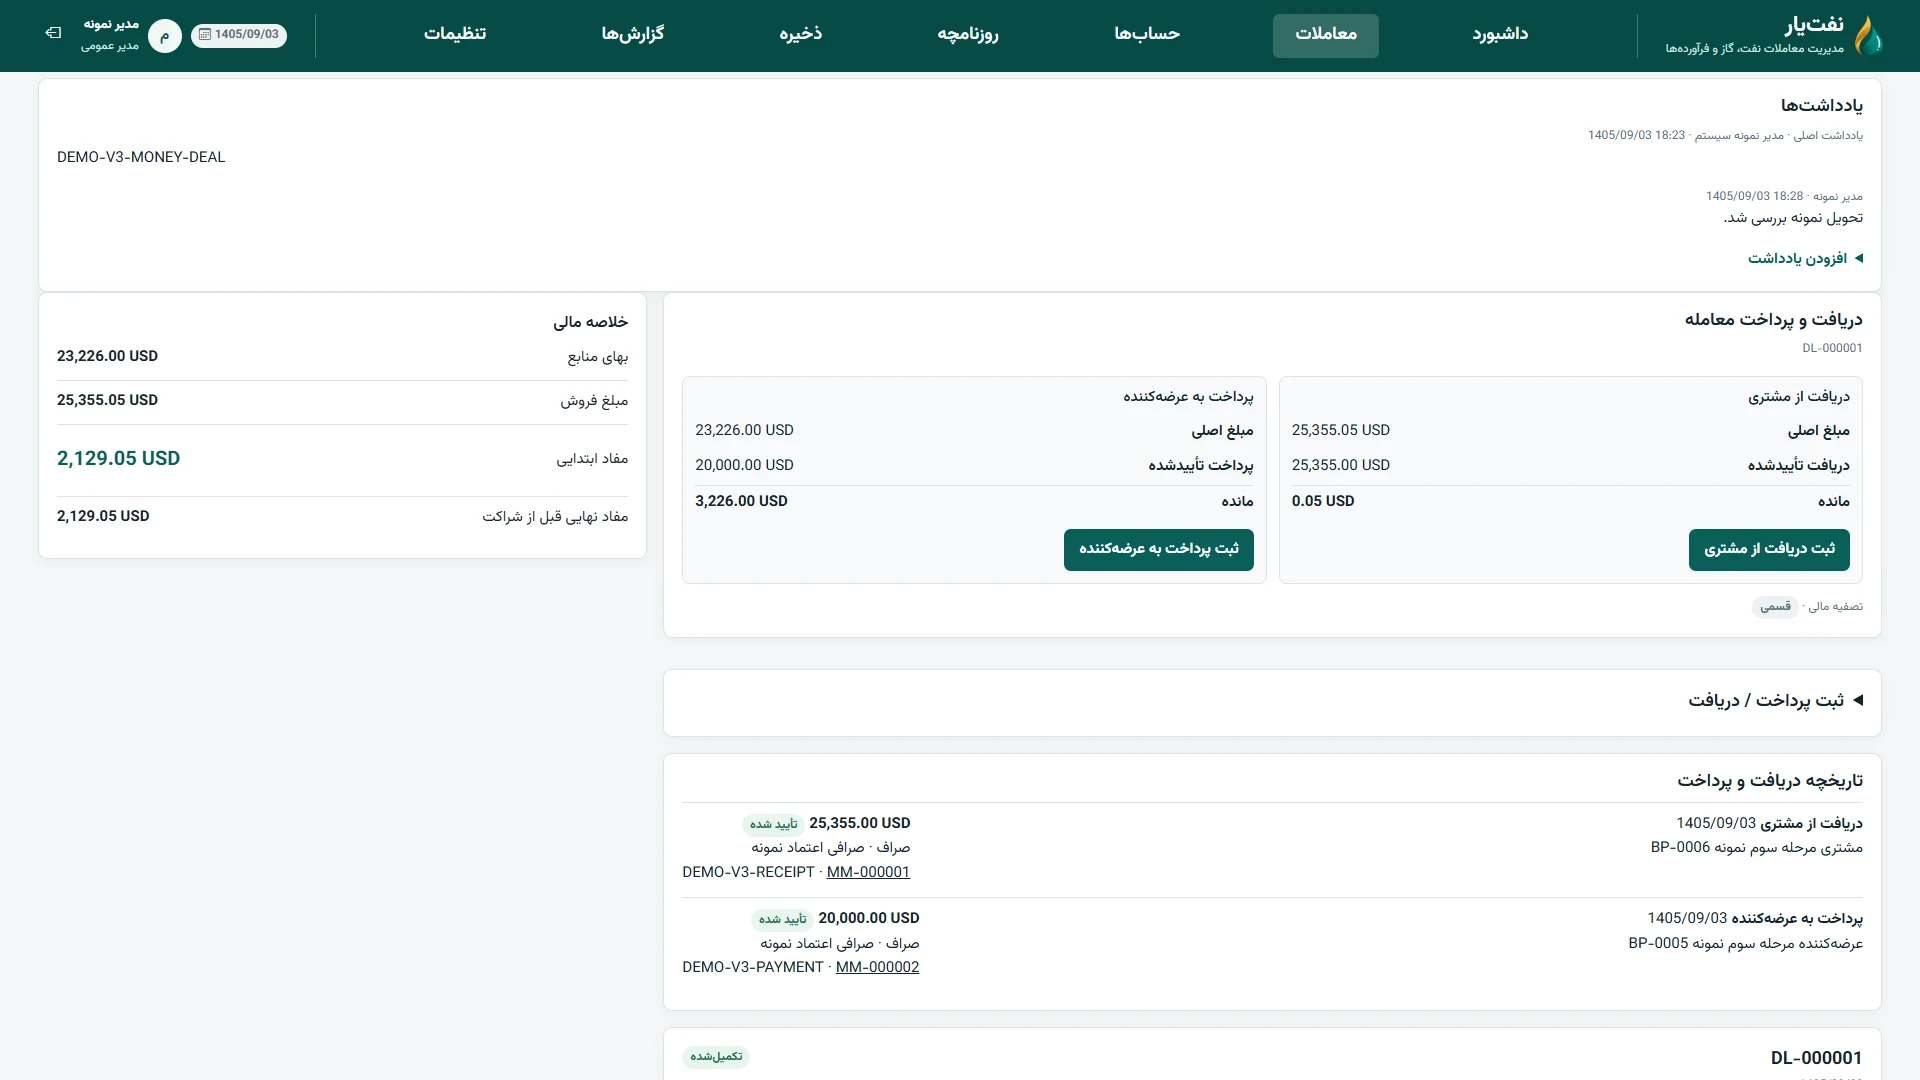 نفت‌یار
مدیریت معاملات نفت، گاز و فرآورده‌ها
داشبورد
معاملات
حساب‌ها
روزنامچه
ذخیره
گزارش‌ها
تنظیمات
1405/09/03
م
مدیر نمونه
مدیر عمومی
یادداشت‌ها
یادداشت اصلی · مدیر نمونه سیستم · 1405/09/03 18:23
DEMO-V3-MONEY-DEAL
مدیر نمونه · 1405/09/03 18:28
تحویل نمونه بررسی شد.
افزودن یادداشت
دریافت و پرداخت معامله
DL-000001
دریافت از مشتری
مبلغ اصلی 25,355.05 USD
دریافت تأییدشده 25,355.00 USD
مانده 0.05 USD
ثبت دریافت از مشتری
پرداخت به عرضه‌کننده
مبلغ اصلی 23,226.00 USD
پرداخت تأییدشده 20,000.00 USD
مانده 3,226.00 USD
ثبت پرداخت به عرضه‌کننده
تصفیه مالی · قسمی
خلاصه مالی
بهای منابع 23,226.00 USD
مبلغ فروش 25,355.05 USD
مفاد ابتدایی 2,129.05 USD
مفاد نهایی قبل از شراکت 2,129.05 USD
ثبت پرداخت / دریافت
تاریخچه دریافت و پرداخت
دریافت از مشتری 1405/09/03
مشتری مرحله سوم نمونه BP-0006
25,355.00 USD تأیید شده
صراف · صرافی اعتماد نمونه
MM-000001 · DEMO-V3-RECEIPT
پرداخت به عرضه‌کننده 1405/09/03
عرضه‌کننده مرحله سوم نمونه BP-0005
20,000.00 USD تأیید شده
صراف · صرافی اعتماد نمونه
MM-000002 · DEMO-V3-PAYMENT
DL-000001
تکمیل‌شده